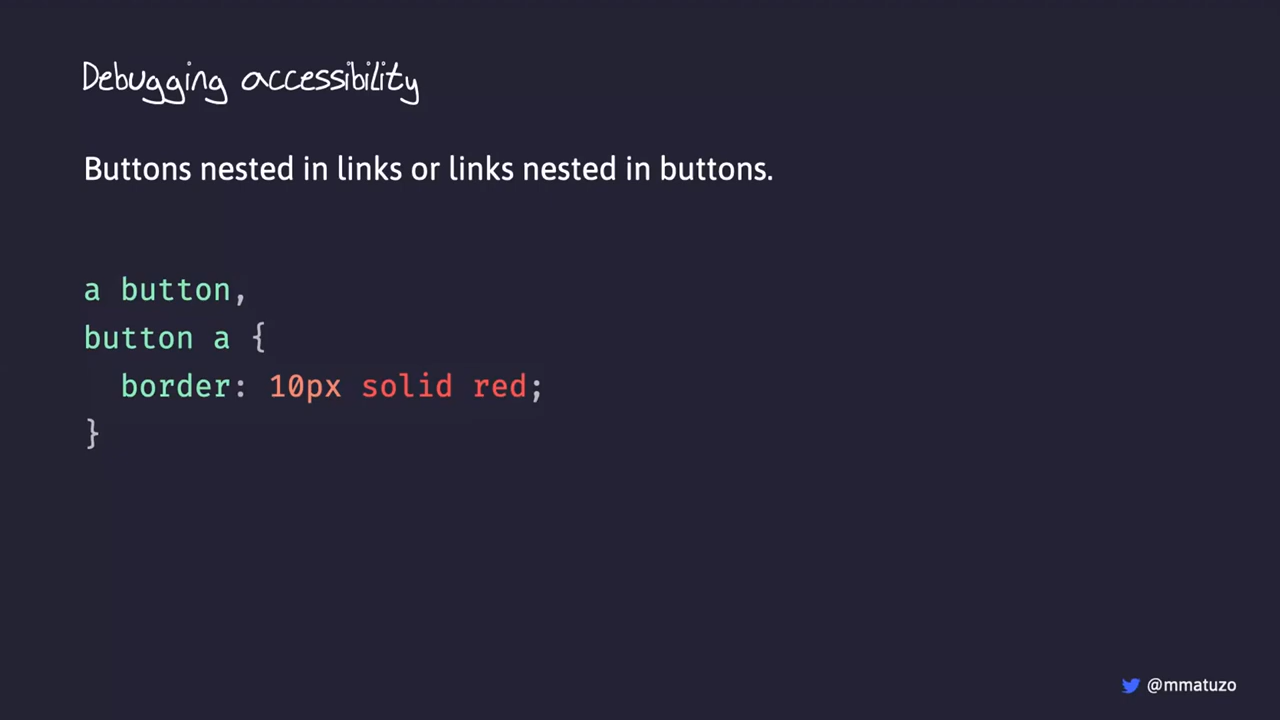 Debugging accessibility
Buttons nested in links or links nested in buttons.
a button,
button a {
  border: 10px solid red;
}
@mmatuzo